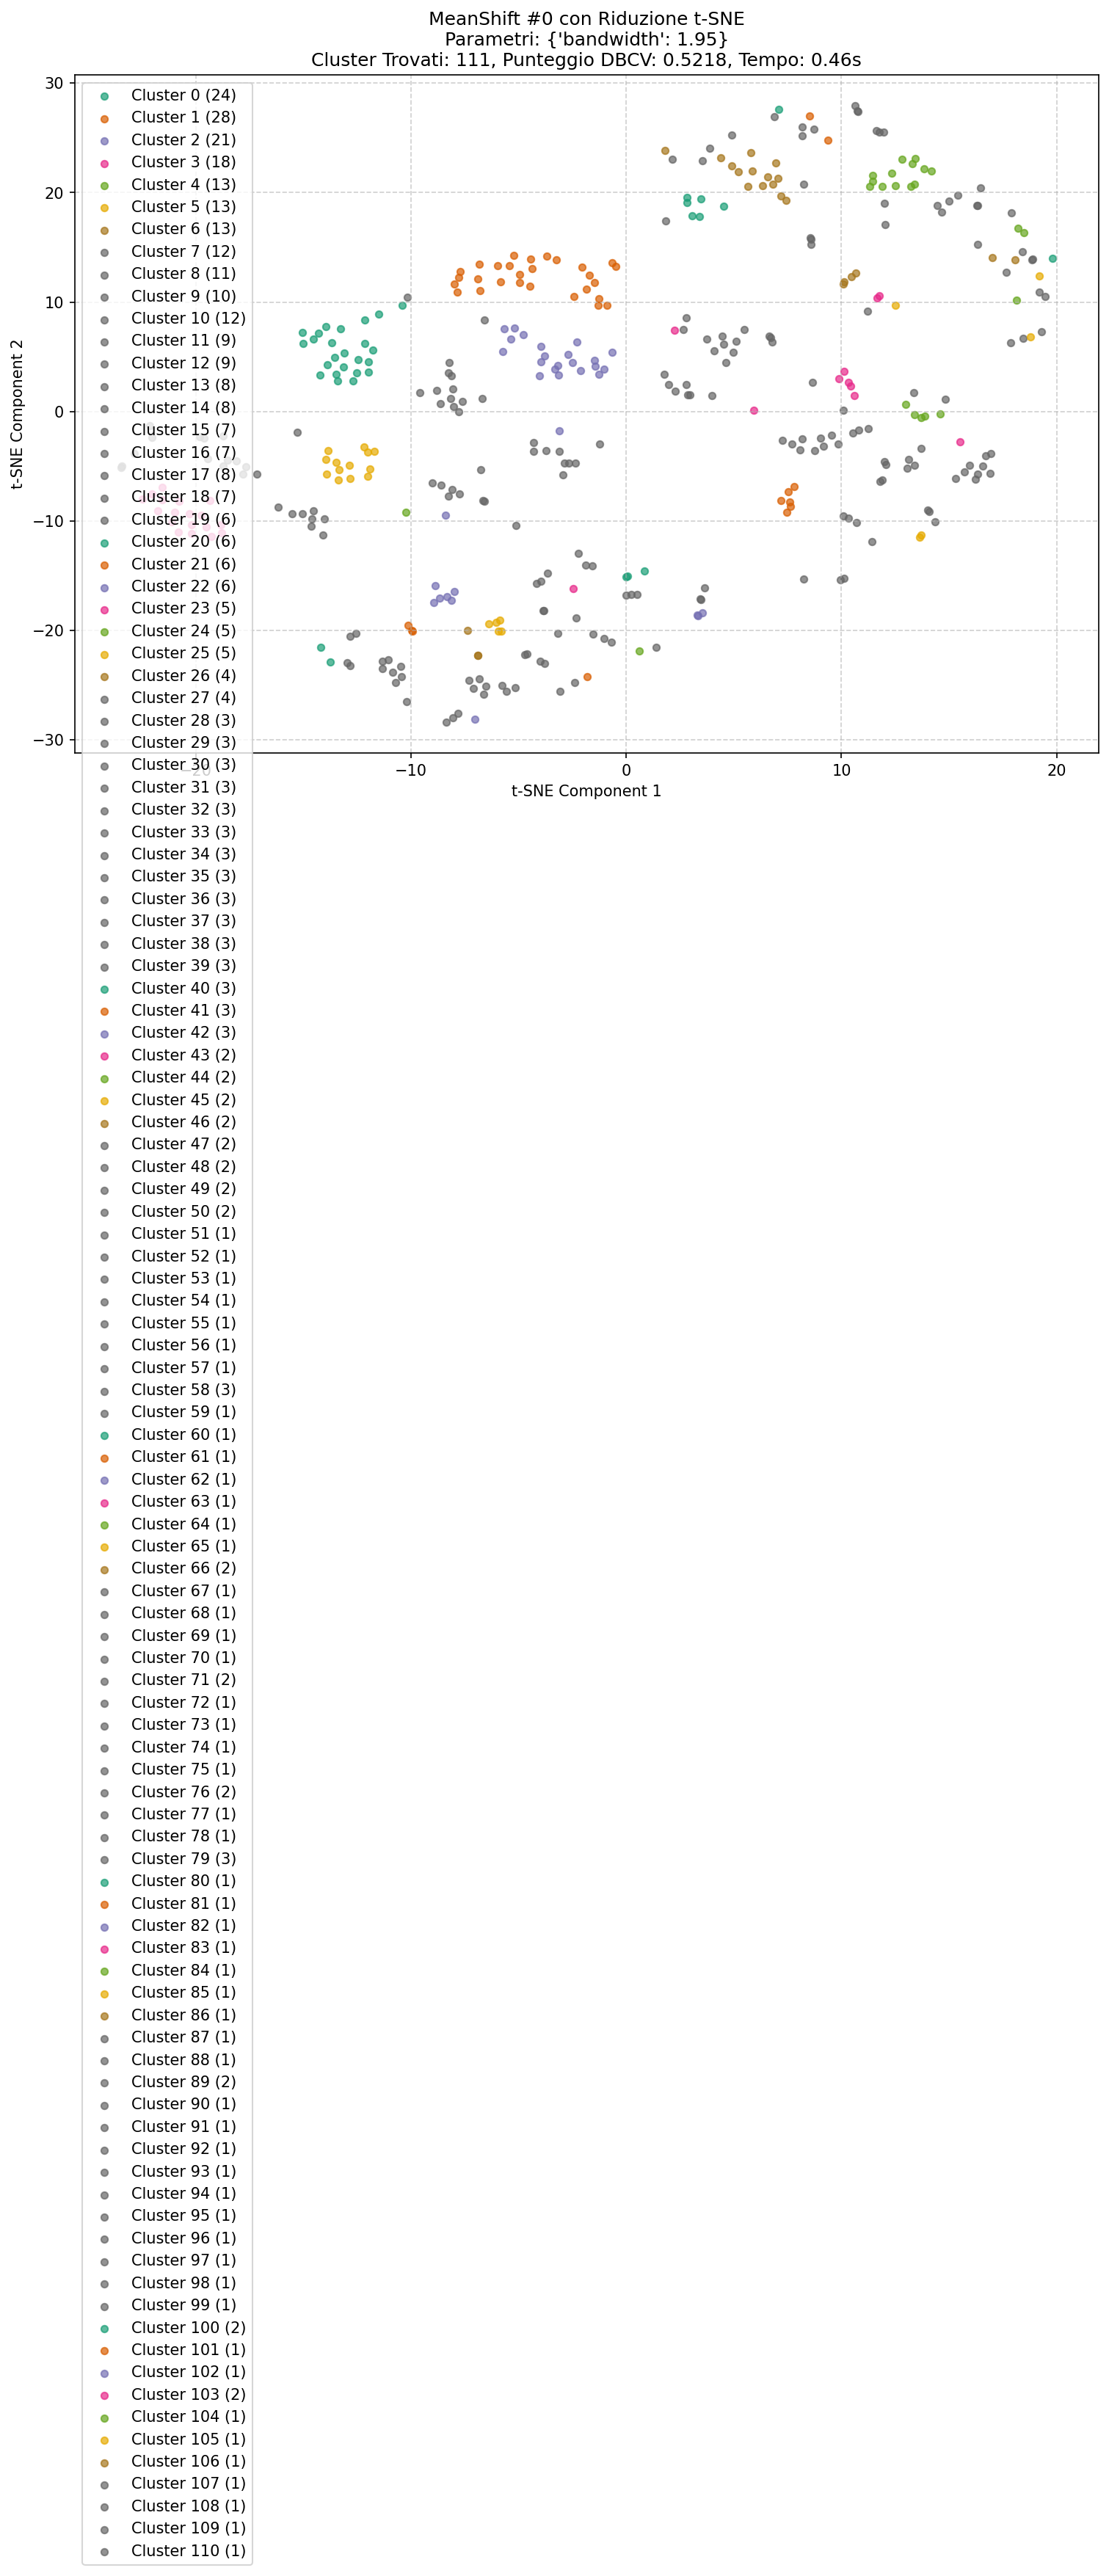 MeanShift #0 con Riduzione t-SNE
Parametri: {'bandwidth': 1.95}
Cluster Trovati: 111, Punteggio DBCV: 0.5218, Tempo: 0.46s
t-SNE Component 2
30
20
10
0
−10
−20
−30
Cluster 0 (24)
Cluster 1 (28)
Cluster 2 (21)
Cluster 3 (18)
Cluster 4 (13)
Cluster 5 (13)
Cluster 6 (13)
Cluster 7 (12)
Cluster 8 (11)
Cluster 9 (10)
Cluster 10 (12)
Cluster 11 (9)
Cluster 12 (9)
Cluster 13 (8)
Cluster 14 (8)
Cluster 15 (7)
Cluster 16 (7)
Cluster 17 (8)
Cluster 18 (7)
Cluster 19 (6)
Cluster 20 (6)
Cluster 21 (6)
Cluster 22 (6)
Cluster 23 (5)
Cluster 24 (5)
Cluster 25 (5)
Cluster 26 (4)
Cluster 27 (4)
Cluster 28 (3)
Cluster 29 (3)
Cluster 30 (3)
Cluster 31 (3)
Cluster 32 (3)
Cluster 33 (3)
Cluster 34 (3)
Cluster 35 (3)
Cluster 36 (3)
Cluster 37 (3)
Cluster 38 (3)
Cluster 39 (3)
Cluster 40 (3)
Cluster 41 (3)
Cluster 42 (3)
Cluster 43 (2)
Cluster 44 (2)
Cluster 45 (2)
Cluster 46 (2)
Cluster 47 (2)
Cluster 48 (2)
Cluster 49 (2)
Cluster 50 (2)
Cluster 51 (1)
Cluster 52 (1)
Cluster 53 (1)
Cluster 54 (1)
Cluster 55 (1)
Cluster 56 (1)
Cluster 57 (1)
Cluster 58 (3)
Cluster 59 (1)
Cluster 60 (1)
Cluster 61 (1)
Cluster 62 (1)
Cluster 63 (1)
Cluster 64 (1)
Cluster 65 (1)
Cluster 66 (2)
Cluster 67 (1)
Cluster 68 (1)
Cluster 69 (1)
Cluster 70 (1)
Cluster 71 (2)
Cluster 72 (1)
Cluster 73 (1)
Cluster 74 (1)
Cluster 75 (1)
Cluster 76 (2)
Cluster 77 (1)
Cluster 78 (1)
Cluster 79 (3)
Cluster 80 (1)
Cluster 81 (1)
Cluster 82 (1)
Cluster 83 (1)
Cluster 84 (1)
Cluster 85 (1)
Cluster 86 (1)
Cluster 87 (1)
Cluster 88 (1)
Cluster 89 (2)
Cluster 90 (1)
Cluster 91 (1)
Cluster 92 (1)
Cluster 93 (1)
Cluster 94 (1)
Cluster 95 (1)
Cluster 96 (1)
Cluster 97 (1)
Cluster 98 (1)
Cluster 99 (1)
Cluster 100 (2)
Cluster 101 (1)
Cluster 102 (1)
Cluster 103 (2)
Cluster 104 (1)
Cluster 105 (1)
Cluster 106 (1)
Cluster 107 (1)
Cluster 108 (1)
Cluster 109 (1)
Cluster 110 (1)
−20 −10 0 10 20
t-SNE Component 1